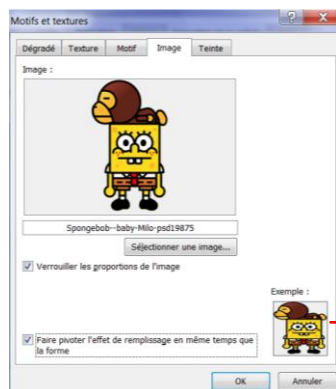 Motifs et textures
Dégradé Texture Motif Image Teinte
Image :
Spongebob--baby-Milo-psd19875
Sélectionner une image...
Verrouiller les proportions de l'image
Exemple :
Faire pivoter l'effet de remplissage en même temps que
la forme
OK Annuler